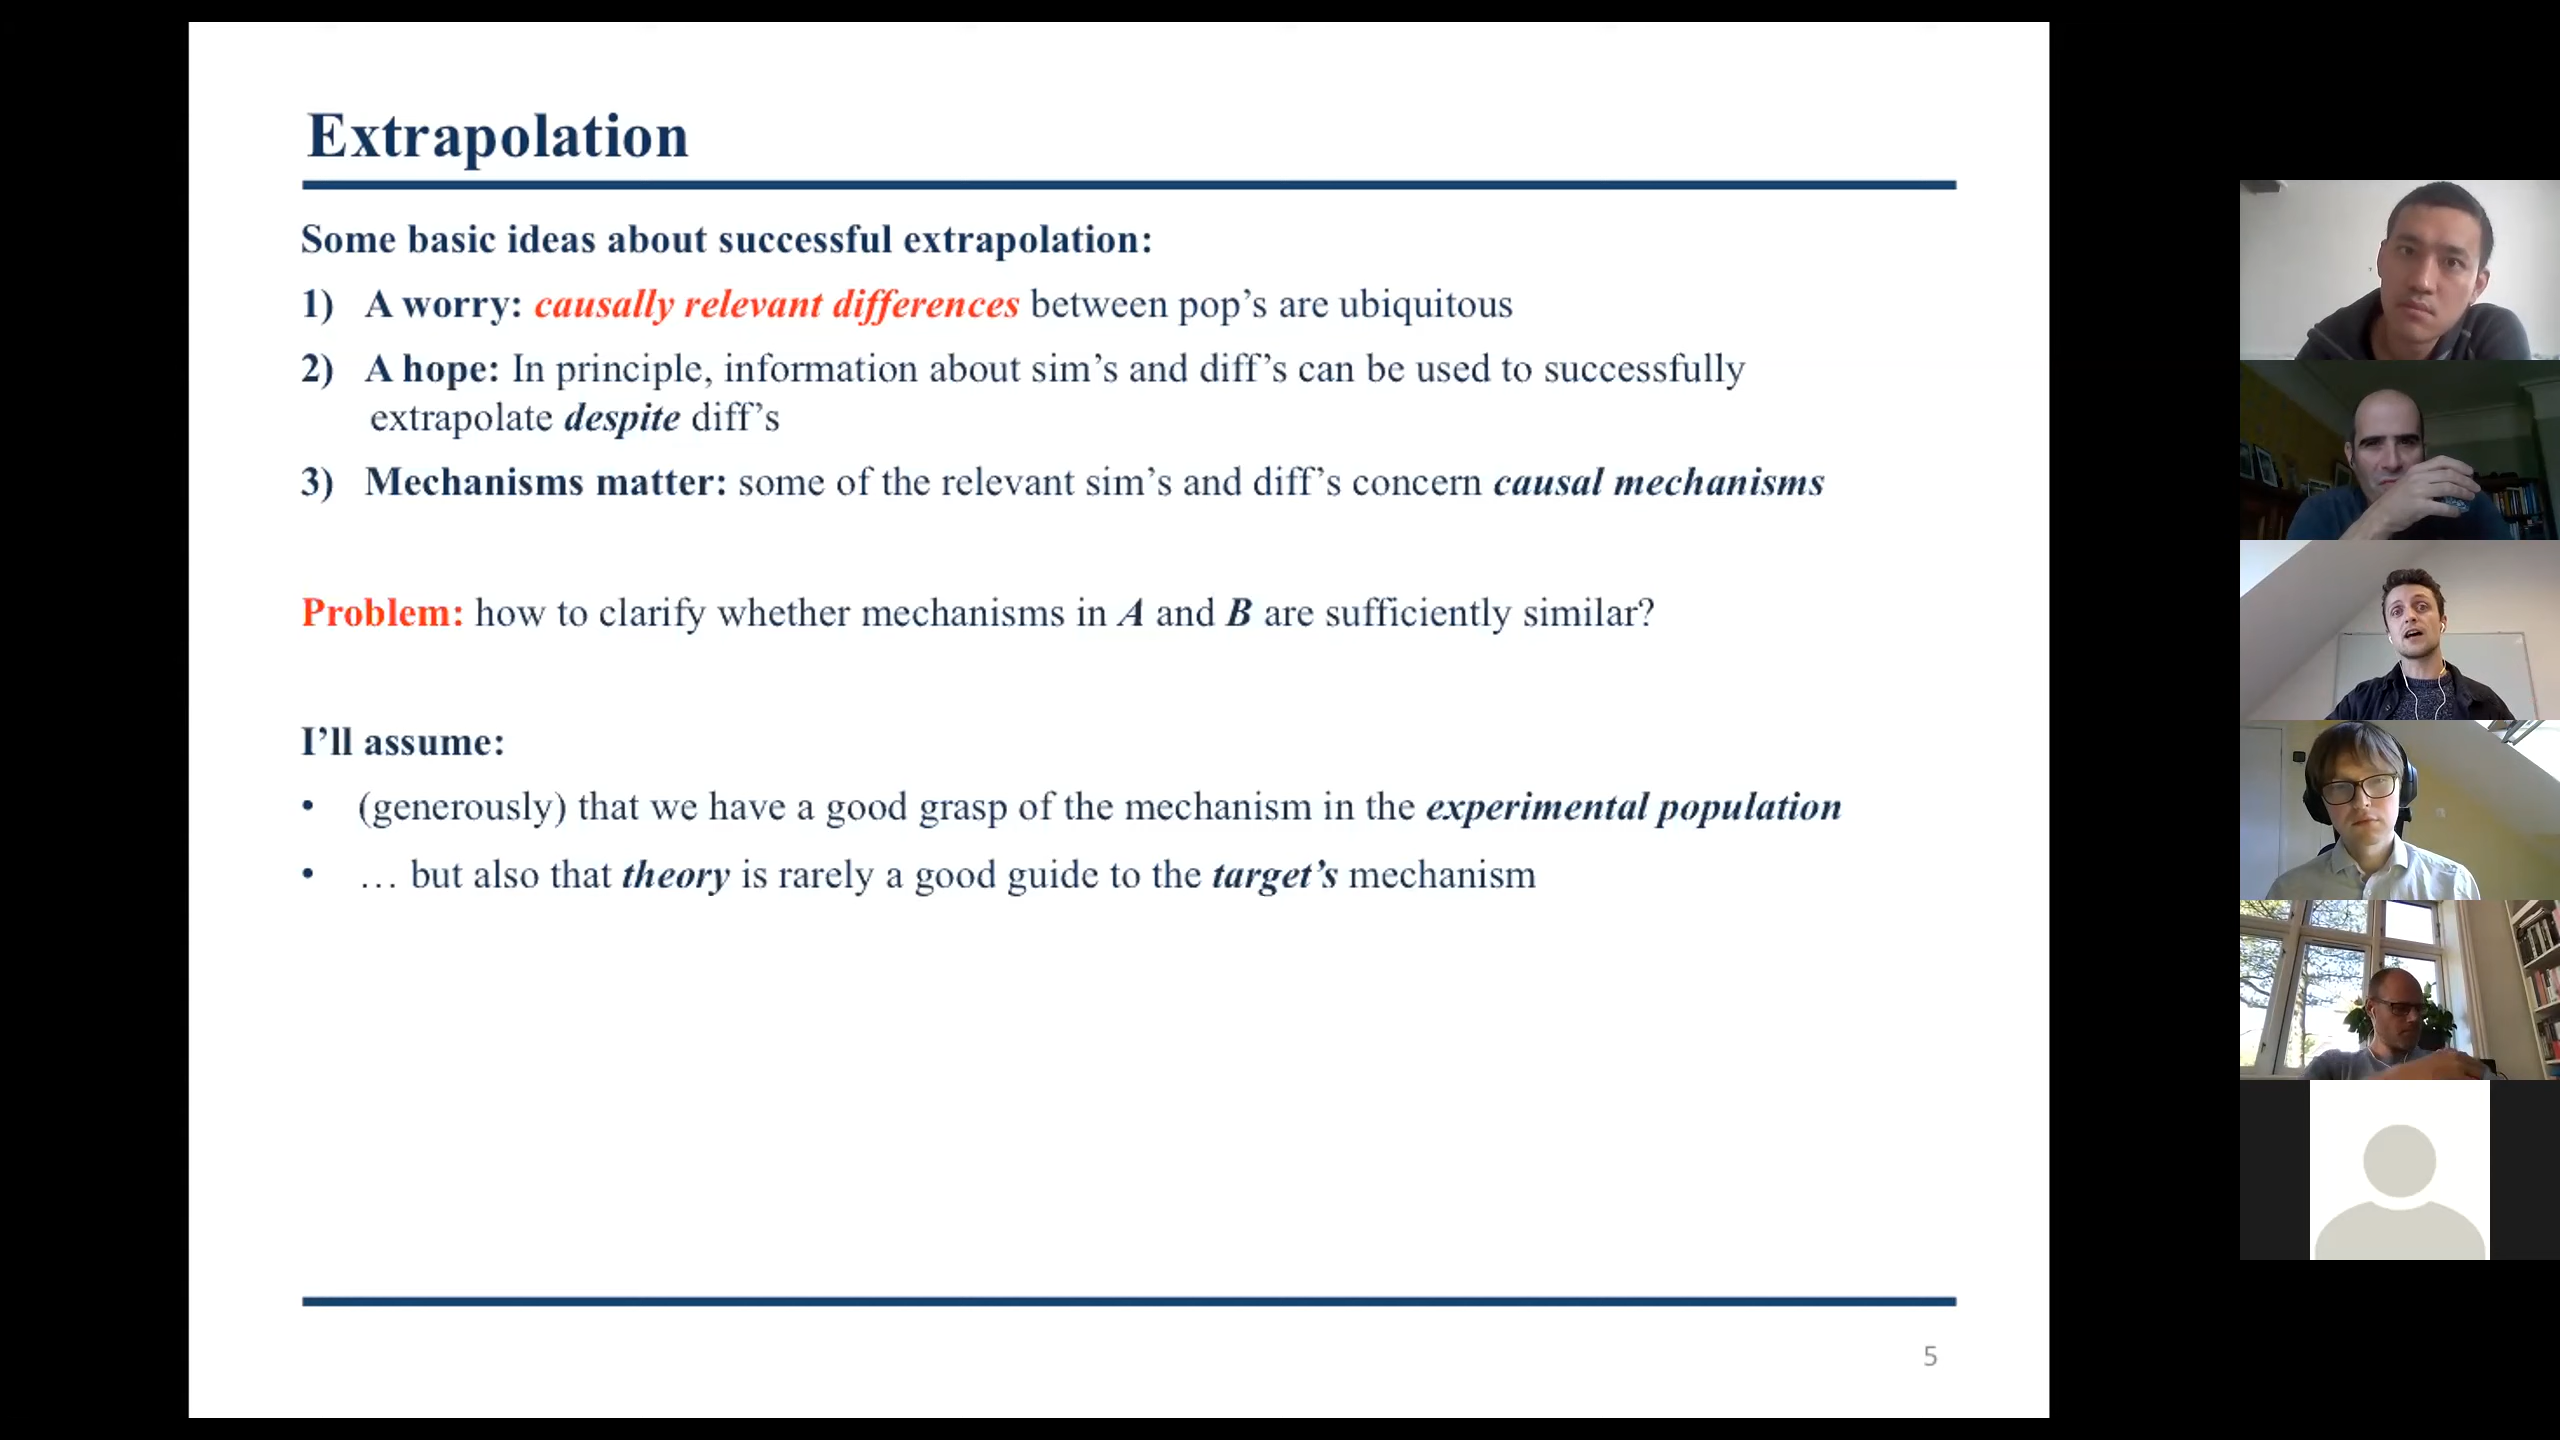 Extrapolation
Some basic ideas about successful extrapolation:
1) A worry: causally relevant differences between pop’s are ubiquitous
2) A hope: In principle, information about sim’s and diff’s can be used to successfully
extrapolate despite diff’s
3) Mechanisms matter: some of the relevant sim’s and diff’s concern causal mechanisms
Problem: how to clarify whether mechanisms in A and B are sufficiently similar?
I’ll assume:
• (generously) that we have a good grasp of the mechanism in the experimental population
• … but also that theory is rarely a good guide to the target’s mechanism
5